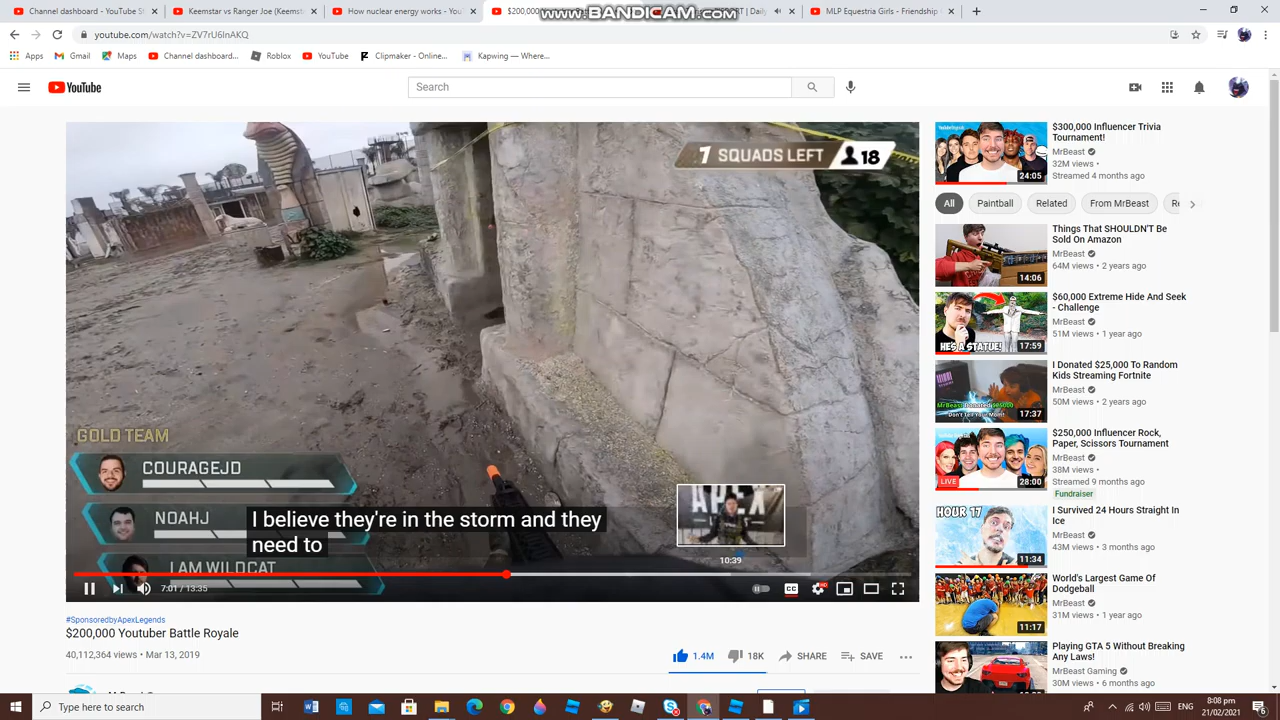 Channel dashboard - YouTube St
Keemstar vs Ranger Joe (Keemst
How nuclear energy works - You
$200,000
www.BANDICAM.com
Daily
MLP Equestria Girls - Friendship
youtube.com/watch?v=ZV7rU6InAKQ
Apps
Gmail
Maps
Channel dashboard...
Roblox
YouTube
Clipmaker - Online...
Kapwing — Where...
YouTube
Search
7 SQUADS LEFT 18
GOLD TEAM
COURAGEJD
NOAHJ
I AM WILDCAT
I believe they're in the storm and they
need to
APEX
10:39
7:01 / 13:35
CC
HD
#SponsoredbyApexLegends
$200,000 Youtuber Battle Royale
40,112,364 views • Mar 13, 2019
1.4M
18K
SHARE
SAVE
$300,000 Influencer Trivia
Tournament!
MrBeast
32M views •
Streamed 4 months ago
24:05
All
Paintball
Related
From MrBeast
Things That SHOULDN'T Be
Sold On Amazon
MrBeast
64M views • 2 years ago
14:06
$60,000 Extreme Hide And Seek
- Challenge
MrBeast
51M views • 1 year ago
HE'S A STATUE!
17:59
I Donated $25,000 To Random
Kids Streaming Fortnite
MrBeast
50M views • 2 years ago
Don't Tell Your Mom!
17:37
$250,000 Influencer Rock,
Paper, Scissors Tournament
MrBeast
38M views •
Streamed 9 months ago
Fundraiser
LIVE
28:00
I Survived 24 Hours Straight In
Ice
MrBeast
43M views • 3 months ago
HOUR 17
11:34
World's Largest Game Of
Dodgeball
MrBeast
31M views • 1 year ago
11:17
Playing GTA 5 Without Breaking
Any Laws!
MrBeast Gaming
30M views • 6 months ago
Type here to search
ENG
8:08 pm
21/02/2021